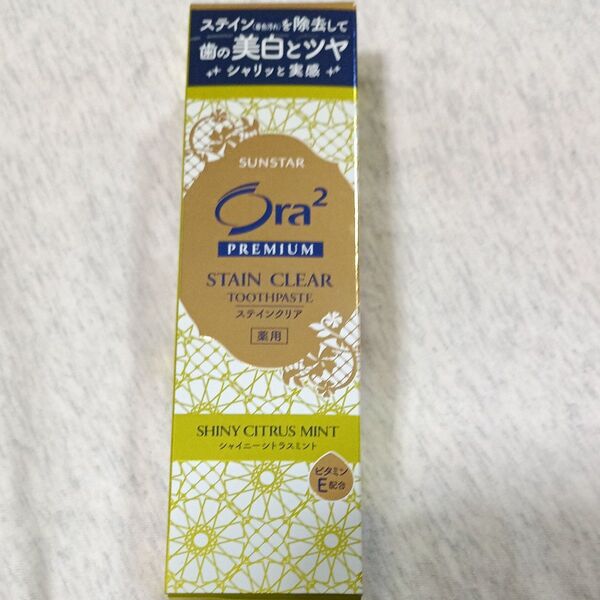 ステイン(着色汚れ)を除去して
歯の美白とツヤ
シャリッと実感
SUNSTAR
Ora²
PREMIUM
STAIN CLEAR
TOOTHPASTE
ステインクリア
薬用
SHINY CITRUS MINT
シャイニーシトラスミント
ビタミン
E配合